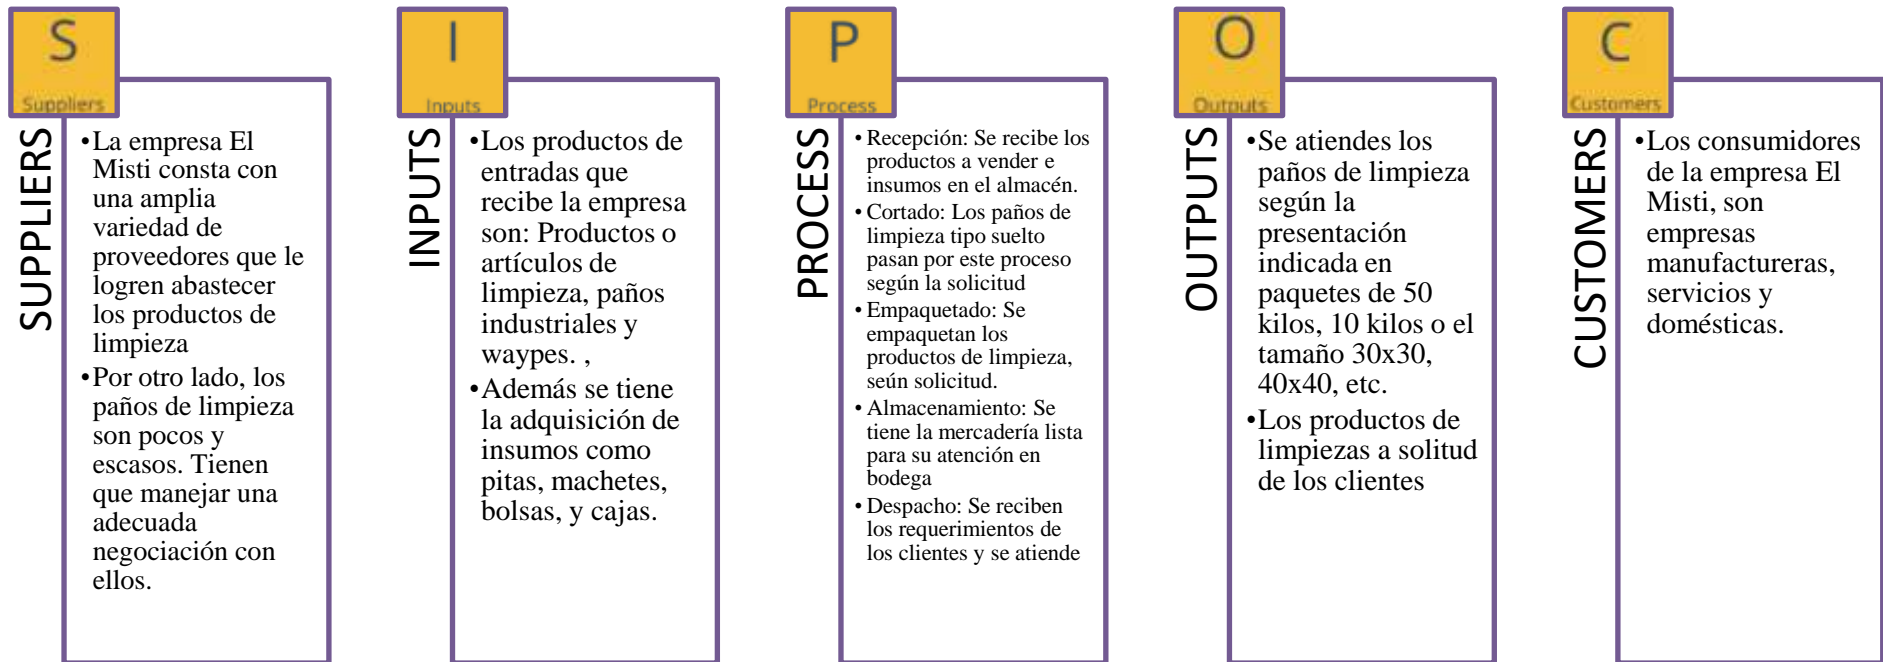 S
Suppliers
SUPPLIERS
•La empresa El
Misti consta con
una amplia
variedad de
proveedores que le
logren abastecer
los productos de
limpieza
•Por otro lado, los
paños de limpieza
son pocos y
escasos. Tienen
que manejar una
adecuada
negociación con
ellos.
I
Inputs
INPUTS
•Los productos de
entradas que
recibe la empresa
son: Productos o
artículos de
limpieza, paños
industriales y
waypes. ,
•Además se tiene
la adquisición de
insumos como
pitas, machetes,
bolsas, y cajas.
P
Process
PROCESS
•Recepción: Se recibe los
productos a vender e
insumos en el almacén.
•Cortado: Los paños de
limpieza tipo suelto
pasan por este proceso
según la solicitud
•Empaquetado: Se
empaquetan los
productos de limpieza,
seún solicitud.
•Almacenamiento: Se
tiene la mercadería lista
para su atención en
bodega
•Despacho: Se reciben
los requerimientos de
los clientes y se atiende
O
Outputs
OUTPUTS
•Se atiendes los
paños de limpieza
según la
presentación
indicada en
paquetes de 50
kilos, 10 kilos o el
tamaño 30x30,
40x40, etc.
•Los productos de
limpiezas a solitud
de los clientes
C
Customers
CUSTOMERS
•Los consumidores
de la empresa El
Misti, son
empresas
manufactureras,
servicios y
domésticas.